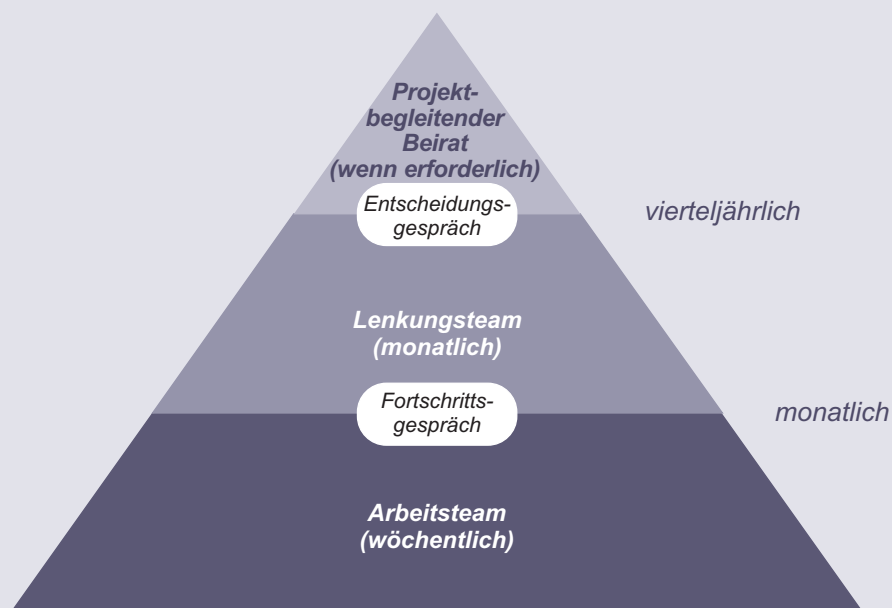 Projekt-
begleitender
Beirat
(wenn erforderlich)
Entscheidungs-
gespräch
vierteljährlich
Lenkungsteam
(monatlich)
Fortschritts-
gespräch
monatlich
Arbeitsteam
(wöchentlich)